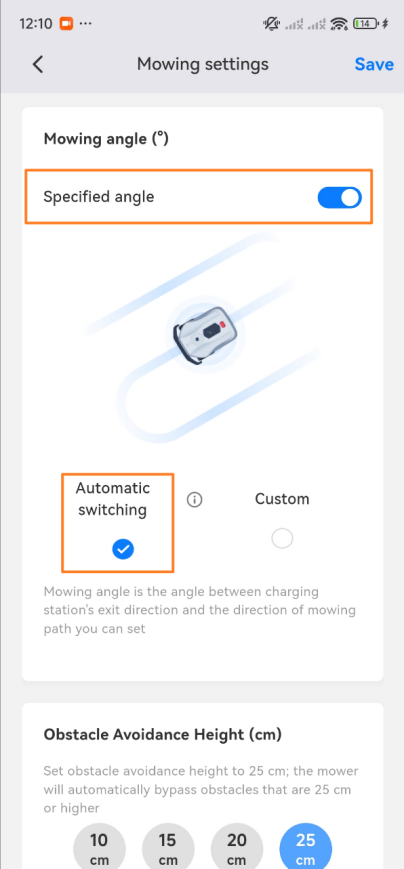 12:10
14
Mowing settings
Save
Mowing angle (°)
Specified angle
Automatic
switching
Custom
Mowing angle is the angle between charging
station's exit direction and the direction of mowing
path you can set
Obstacle Avoidance Height (cm)
Set obstacle avoidance height to 25 cm; the mower
will automatically bypass obstacles that are 25 cm
or higher
10
cm
15
cm
20
cm
25
cm